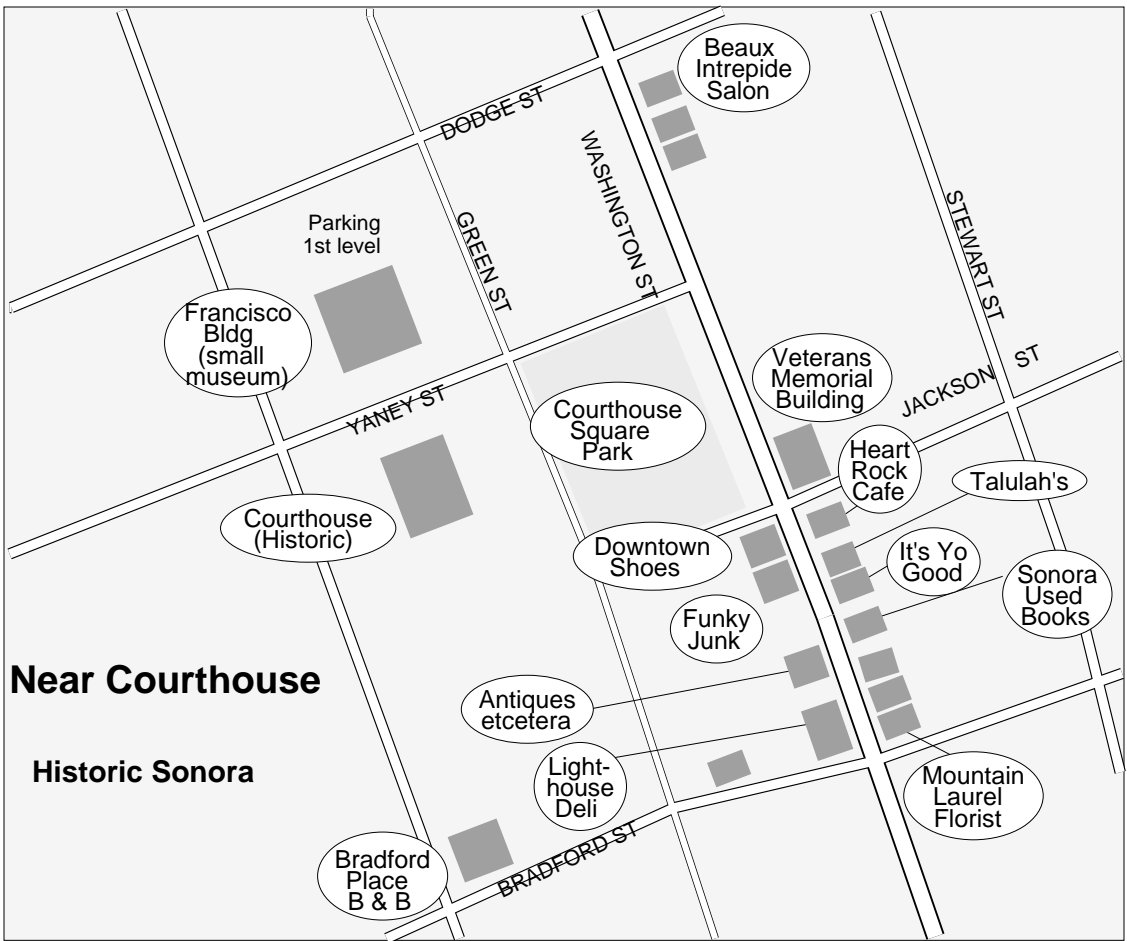 Beaux
Intrepide
Salon
DODGE ST
WASHINGTON ST
Parking
1st level
GREEN ST
STEWART ST
Francisco
Bldg
(small
museum)
Veterans
Memorial
Building
JACKSON ST
YANEY ST
Courthouse
Square
Park
Heart
Rock
Cafe
Talulah's
Courthouse
(Historic)
Downtown
Shoes
It's Yo
Good
Sonora
Used
Books
Funky
Junk
Near Courthouse
Antiques
etcetera
Historic Sonora
Light-
house
Deli
Mountain
Laurel
Florist
BRADFORD ST
Bradford
Place
B & B